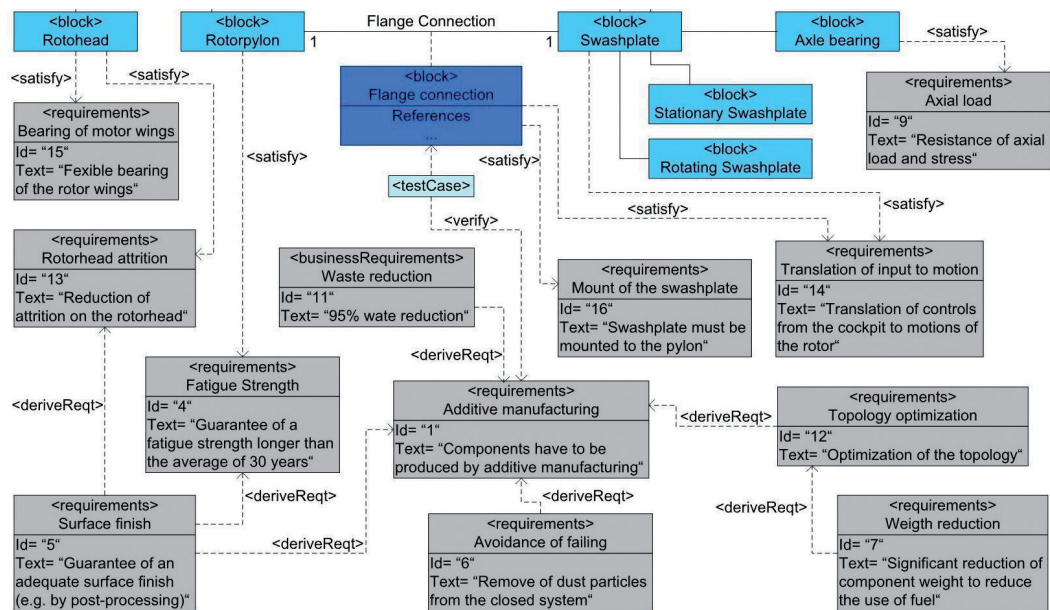 <block>
Rotohead
<block>
Rotorpylon
1
Flange Connection
1
<block>
Swashplate
<block>
Axle bearing
<satisfy>
<satisfy>
<block>
Flange connection
References
...
<block>
Stationary Swashplate
<block>
Rotating Swashplate
<satisfy>
<requirements>
Axial load
Id= “9“
Text= “Resistance of axial
load and stress“
<requirements>
Bearing of motor wings
Id= “15“
Text= “Fexible bearing
of the rotor wings“
<satisfy>
<satisfy>
<testCase>
<verify>
<satisfy>
<satisfy>
<requirements>
Rotorhead attrition
Id= “13“
Text= “Reduction of
attrition on the rotorhead“
<businessRequirements>
Waste reduction
Id= “11“
Text= “95% wate reduction“
<requirements>
Mount of the swashplate
Id= “16“
Text= “Swashplate must be
mounted to the pylon“
<requirements>
Translation of input to motion
Id= “14“
Text= “Translation of controls
from the cockpit to motions of
the rotor“
<deriveReqt>
<deriveReqt>
<requirements>
Fatigue Strength
Id= “4“
Text= “Guarantee of a
fatigue strength longer than
the average of 30 years“
<requirements>
Additive manufacturing
Id= “1“
Text= “Components have to be
produced by additive manufacturing“
<deriveReqt>
<requirements>
Topology optimization
Id= “12“
Text= “Optimization of the topology“
<deriveReqt>
<deriveReqt>
<deriveReqt>
<deriveReqt>
<requirements>
Surface finish
Id= “5“
Text= “Guarantee of an
adequate surface finish
(e.g. by post-processing)“
<requirements>
Avoidance of failing
Id= “6“
Text= “Remove of dust particles
from the closed system“
<requirements>
Weigth reduction
Id= “7“
Text= “Significant reduction of
component weight to reduce
the use of fuel“